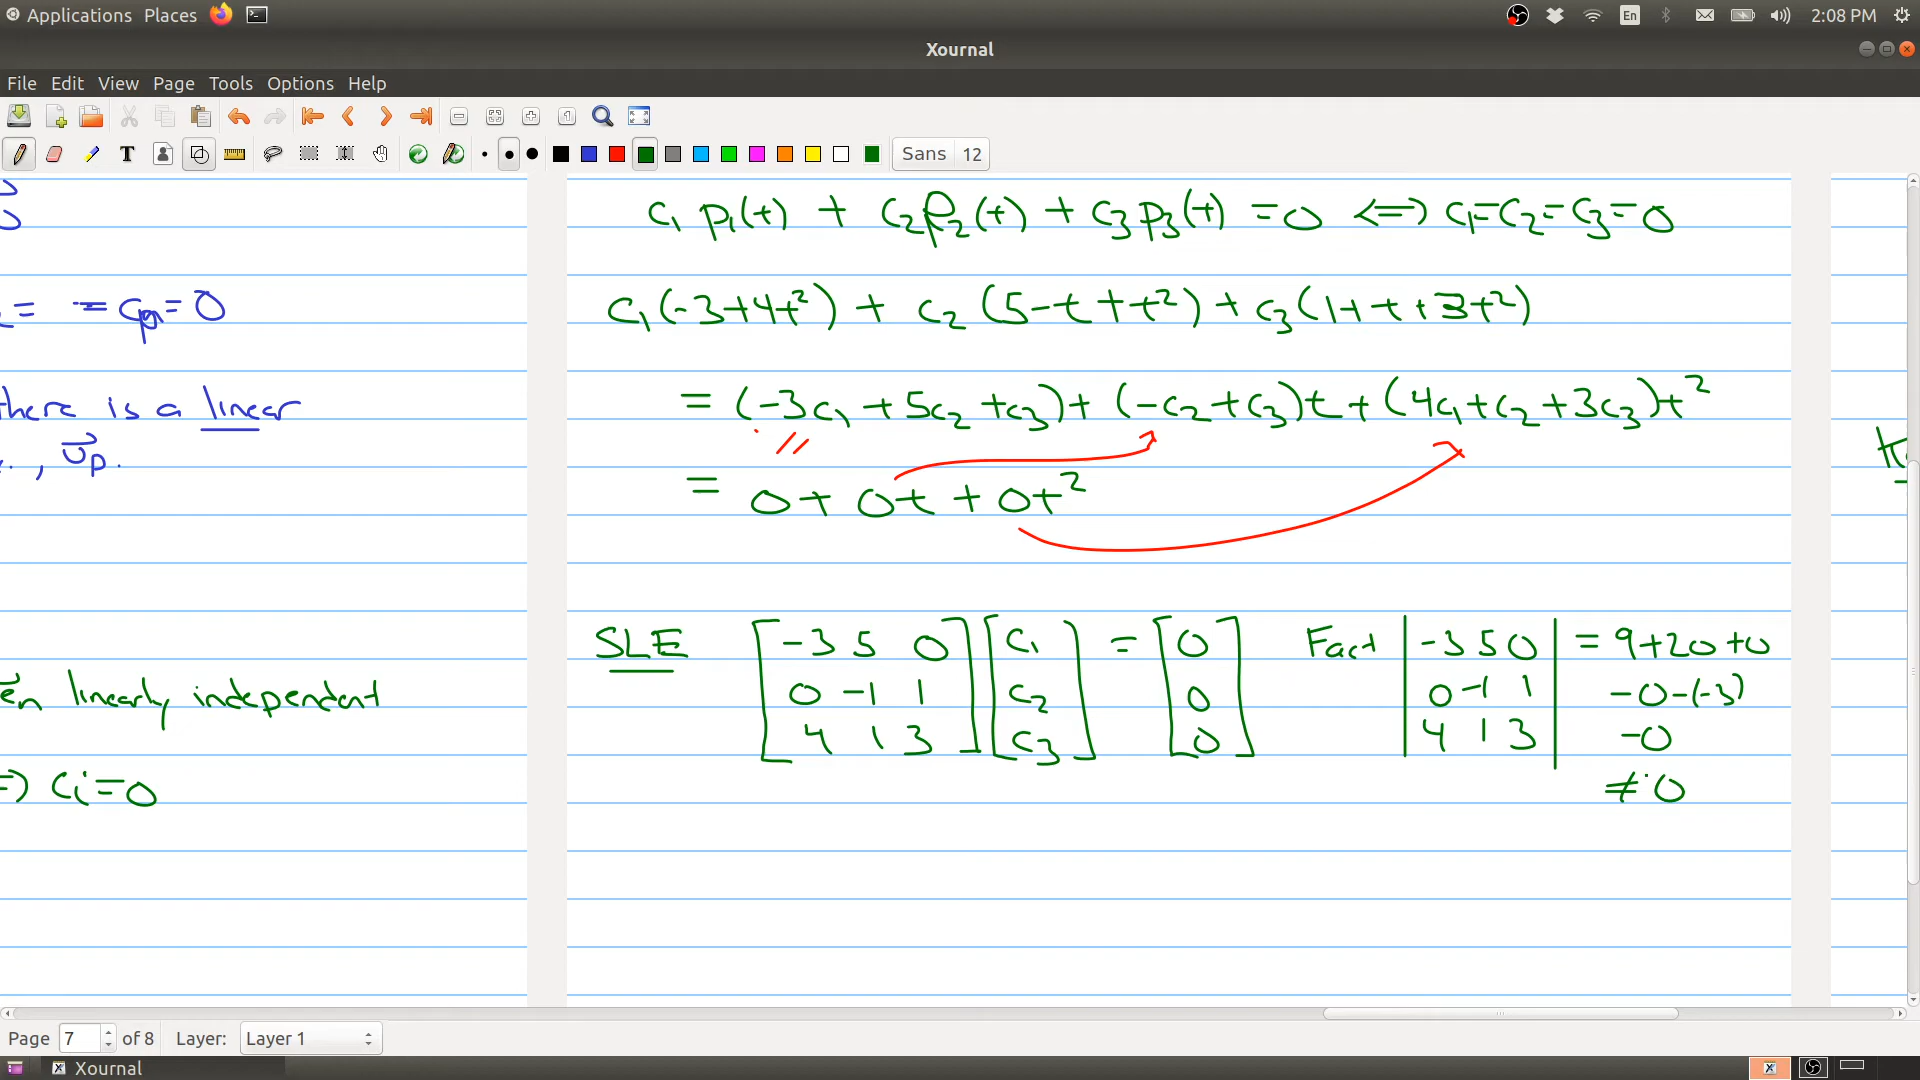 Applications Places En 2:08 PM
Xournal
File Edit View Page Tools Options Help
Sans 12
= = cₚ = 0
there is a linear
., v⃗ₚ.
en linearly independent
=> cᵢ = 0
c₁ p₁(t) + c₂ p₂(t) + c₃ p₃(t) = 0 <=> c₁ = c₂ = c₃ = 0
c₁(-3+4t²) + c₂(5-t+t²) + c₃(1+t+3t²)
= (-3c₁ + 5c₂ + c₃) + (-c₂ + c₃)t + (4c₁ + c₂ + 3c₃)t²
= 0 + 0t + 0t²
SLE [-3 5 0] [c₁] = [0] Fact |-3 5 0| = 9+20+0
[0 -1 1] [c₂] [0] |0 -1 1| -0-(-3)
[4 1 3] [c₃] [0] |4 1 3| -0
≠ 0
Page 7 of 8 Layer: Layer 1
Xournal